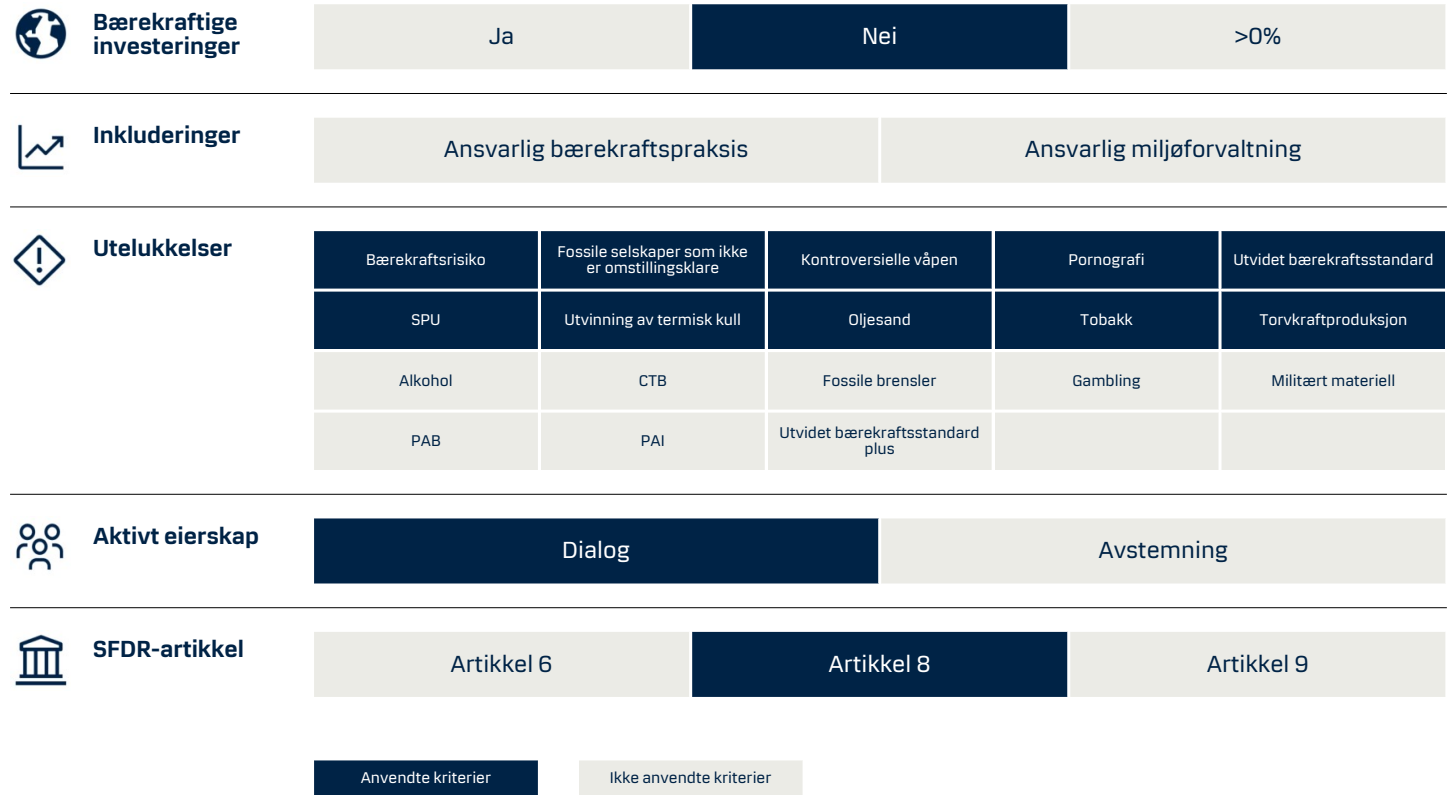 Bærekraftige
investeringer
Ja
Nei
>0%
Inkluderinger
Ansvarlig bærekraftspraksis
Ansvarlig miljøforvaltning
Utelukkelser
Bærekraftsrisiko
Fossile selskaper som ikke
er omstillingsklare
Kontroversielle våpen
Pornografi
Utvidet bærekraftsstandard
SPU
Utvinning av termisk kull
Oljesand
Tobakk
Torvkraftproduksjon
Alkohol
CTB
Fossile brensler
Gambling
Militært materiell
PAB
PAI
Utvidet bærekraftsstandard
plus
Aktivt eierskap
Dialog
Avstemning
SFDR-artikkel
Artikkel 6
Artikkel 8
Artikkel 9
Anvendte kriterier
Ikke anvendte kriterier